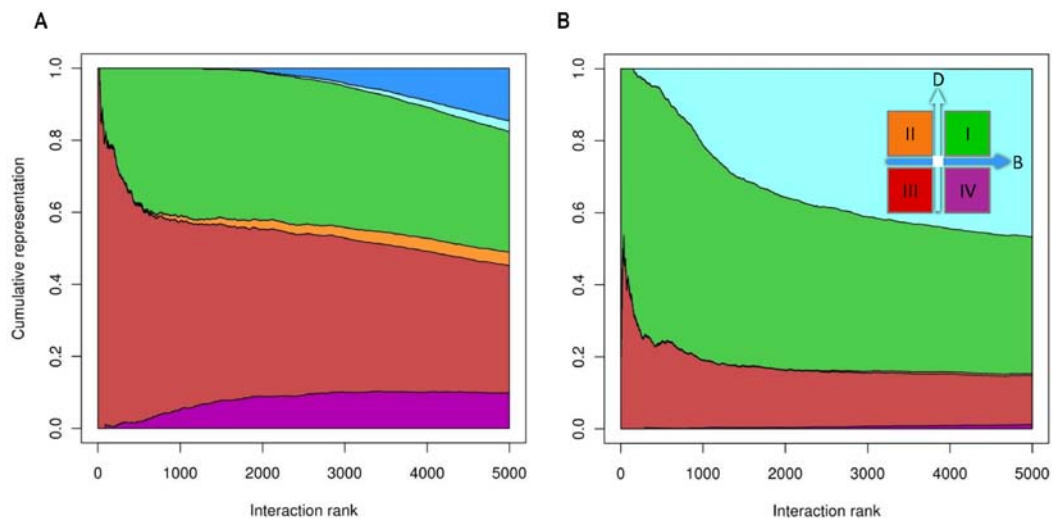 A
B
Cumulative representation
1.0
0.8
0.6
0.4
0.2
0.0
0 1000 2000 3000 4000 5000
Interaction rank
1.0
0.8
0.6
0.4
0.2
0.0
D
II I
B
III IV
0 1000 2000 3000 4000 5000
Interaction rank